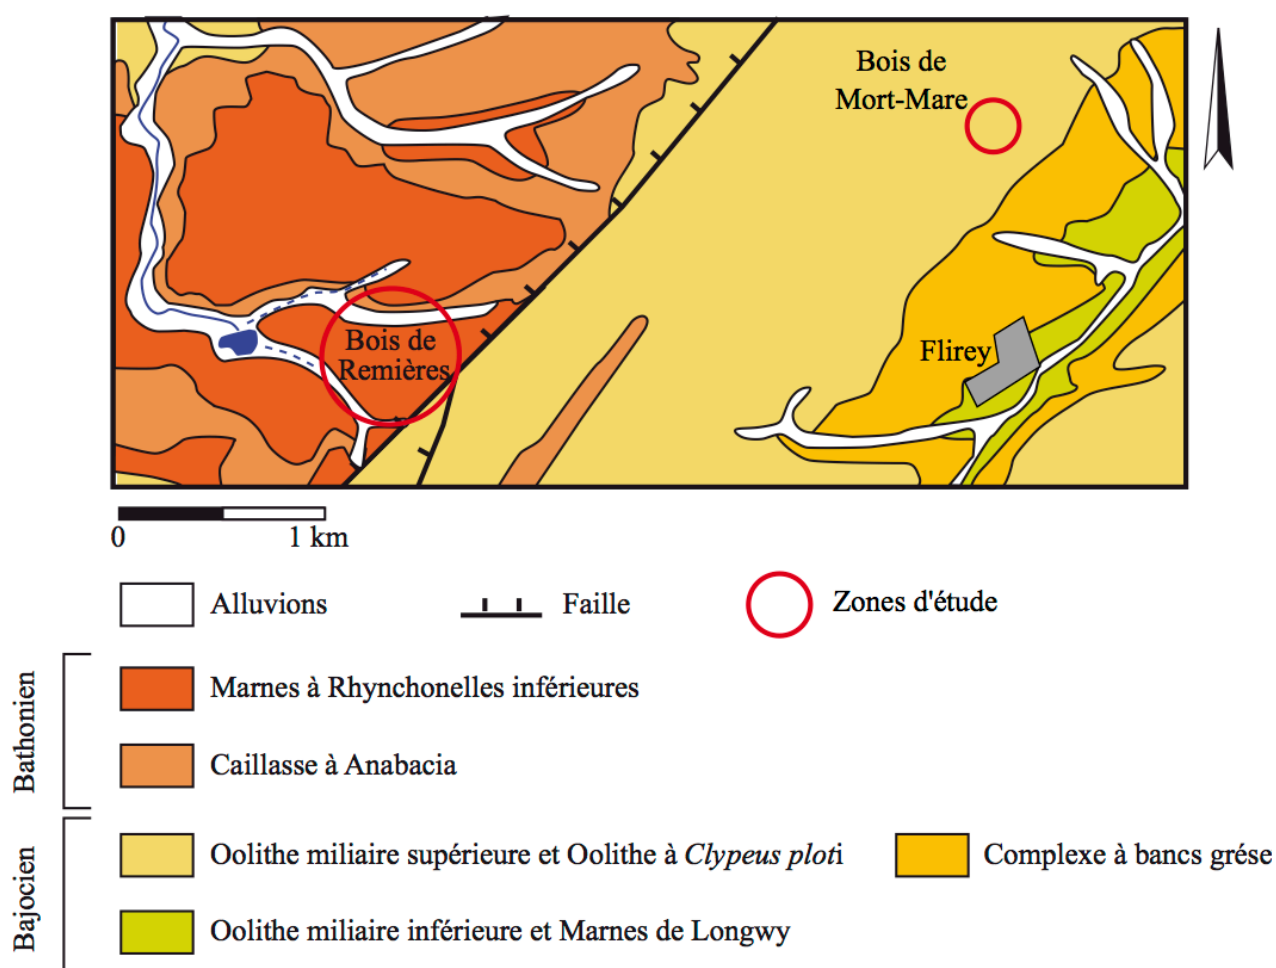 Bois de
Mort-Mare
Bois de
Remières
Flirey
0 1 km
Alluvions
Faille
Zones d'étude
Bathonien
Marnes à Rhynchonelles inférieures
Caillasse à Anabacia
Bajocien
Oolithe miliaire supérieure et Oolithe à Clypeus ploti
Complexe à bancs grése
Oolithe miliaire inférieure et Marnes de Longwy